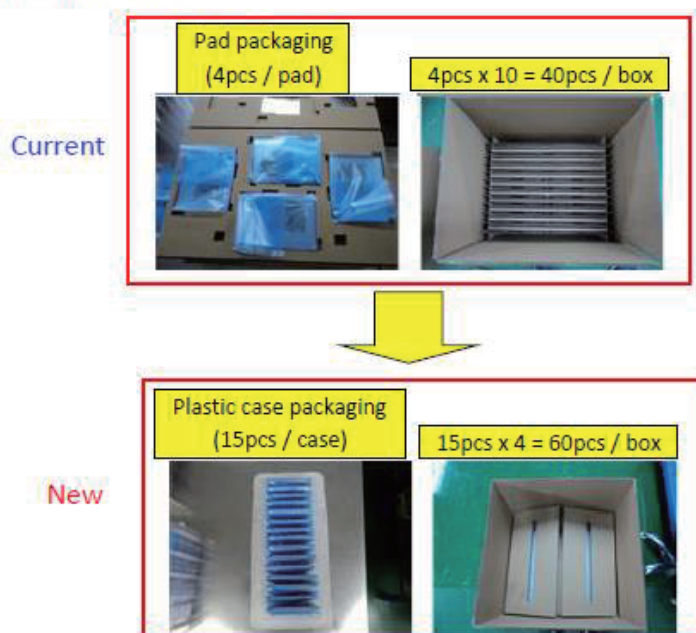 Pad packaging
(4pcs / pad)
4pcs x 10 = 40pcs / box
Current
Plastic case packaging
(15pcs / case)
15pcs x 4 = 60pcs / box
New